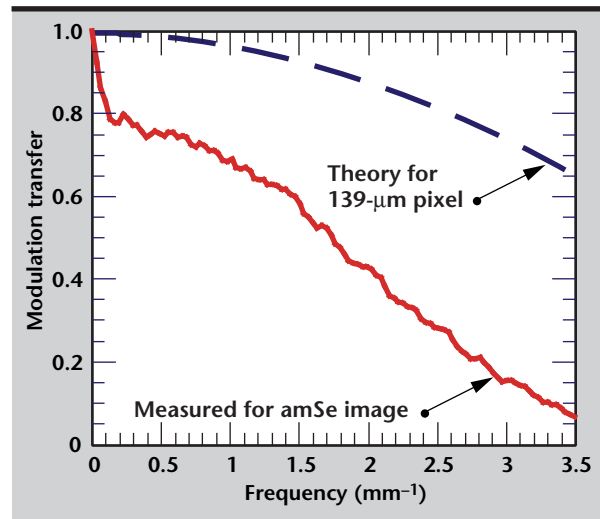 1.0
0.8
0.6
0.4
0.2
0
Modulation transfer
Theory for
139-μm pixel
Measured for amSe image
0 0.5 1 1.5 2 2.5 3 3.5
Frequency (mm⁻¹)